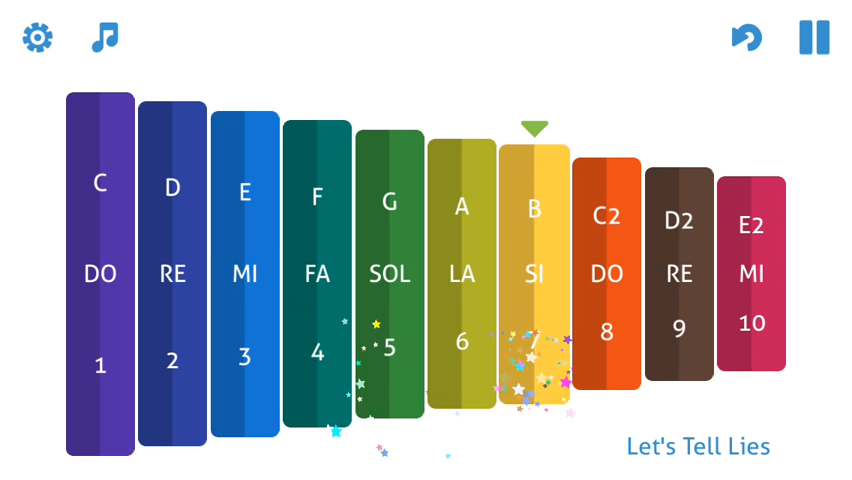 C
DO
1
D
RE
2
E
MI
3
F
FA
4
G
SOL
5
A
LA
6
B
SI
7
C2
DO
8
D2
RE
9
E2
MI
10
Let's Tell Lies